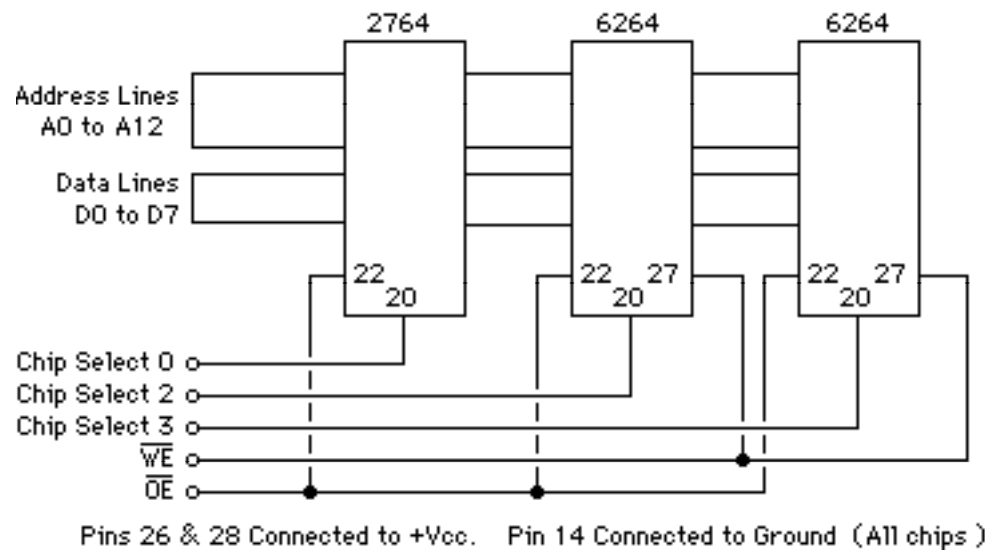 2764
6264
6264
Address Lines
A0 to A12
Data Lines
D0 to D7
22
20
22
27
20
22
27
20
Chip Select 0
Chip Select 2
Chip Select 3
WE
OE
Pins 26 & 28 Connected to +Vcc. Pin 14 Connected to Ground (All chips )